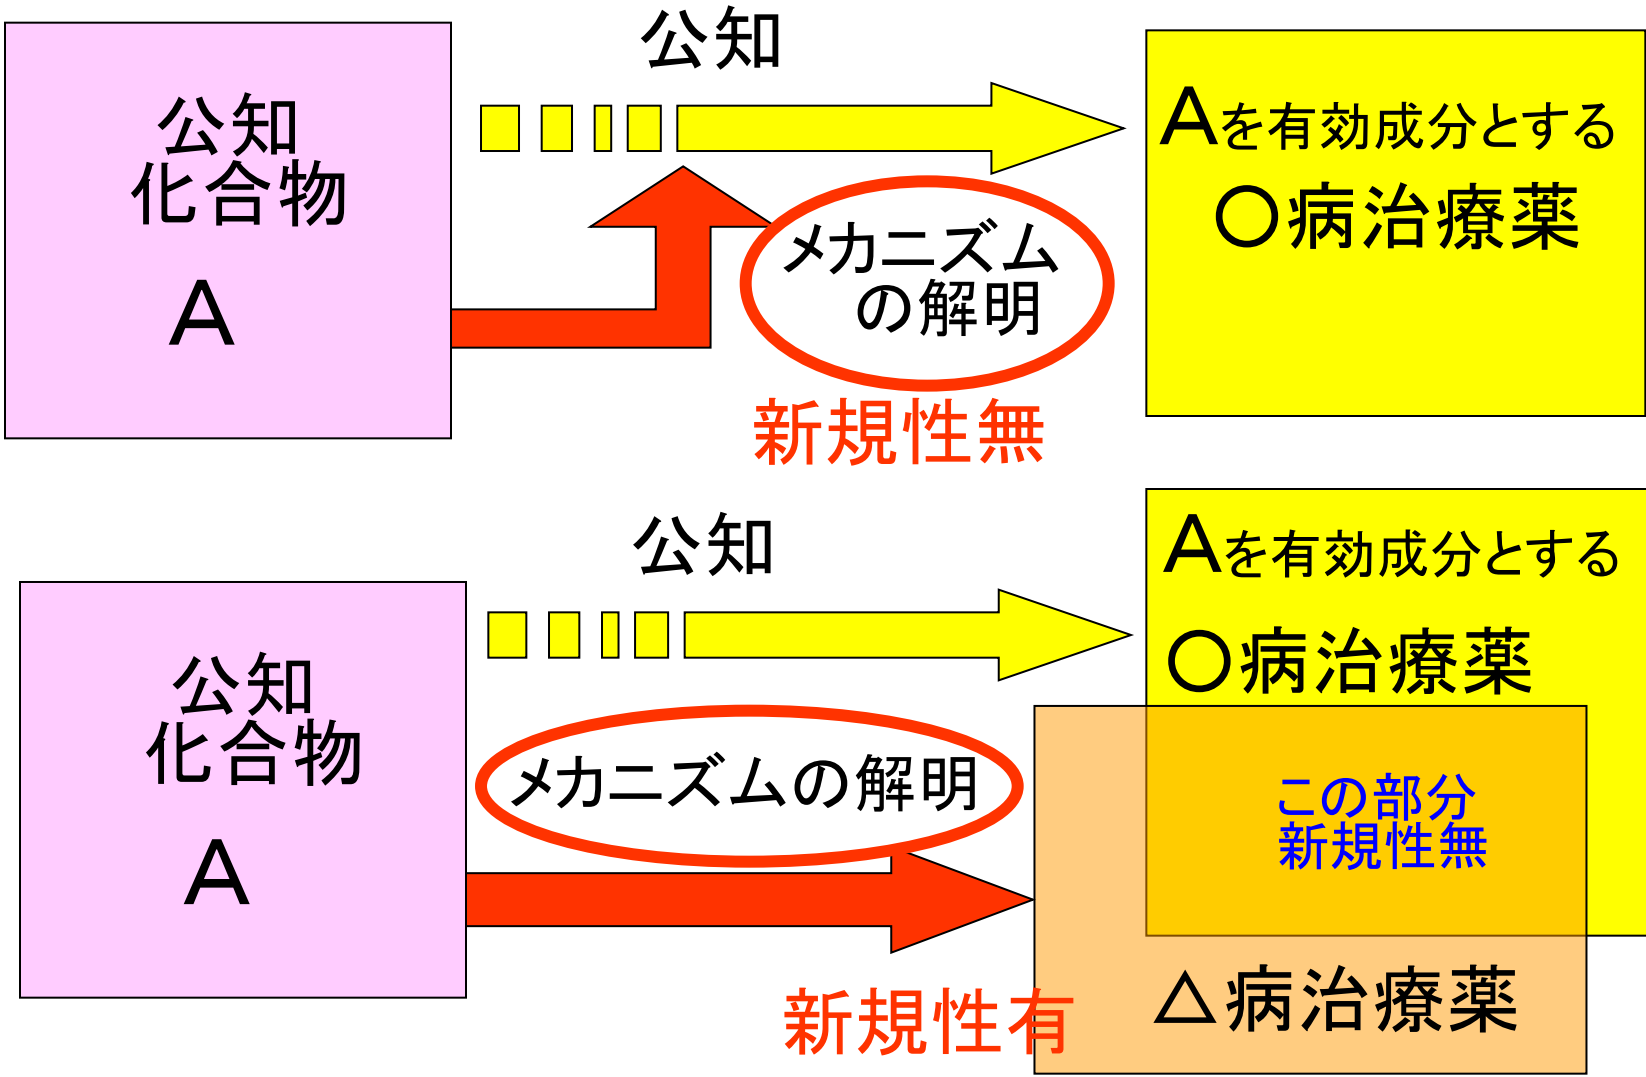 公知
公知
化合物
A
Aを有効成分とする
○病治療薬
メカニズム
の解明
新規性無
公知
公知
化合物
A
Aを有効成分とする
○病治療薬
メカニズムの解明
この部分
新規性無
新規性有
△病治療薬